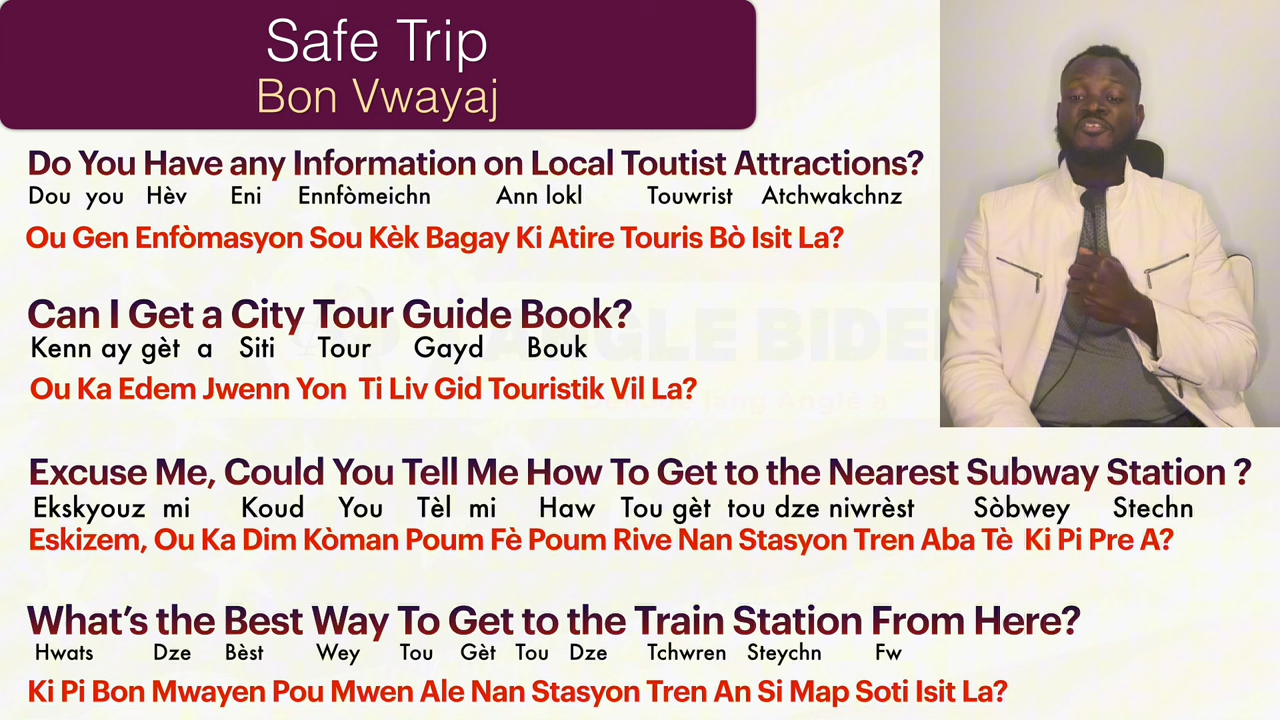 Safe Trip
Bon Vwayaj
Do You Have any Information on Local Toutist Attractions?
Dou you Hèv Eni Ennfòmeichn Ann lokl Touwrist Atchwakchnz
Ou Gen Enfòmasyon Sou Kèk Bagay Ki Atire Touris Bò Isit La?
Can I Get a City Tour Guide Book?
Kenn ay gèt a Siti Tour Gayd Bouk
Ou Ka Edem Jwenn Yon Ti Liv Gid Touristik Vil La?
Excuse Me, Could You Tell Me How To Get to the Nearest Subway Station ?
Ekskyouz mi Koud You Tèl mi Haw Tou gèt tou dze niwrèst Sòbwey Stechn
Eskizem, Ou Ka Dim Kòman Poum Fè Poum Rive Nan Stasyon Tren Aba Tè Ki Pi Pre A?
What's the Best Way To Get to the Train Station From Here?
Hwats Dze Bèst Wey Tou Gèt Tou Dze Tchwren Steychn Fw
Ki Pi Bon Mwayen Pou Mwen Ale Nan Stasyon Tren An Si Map Soti Isit La?